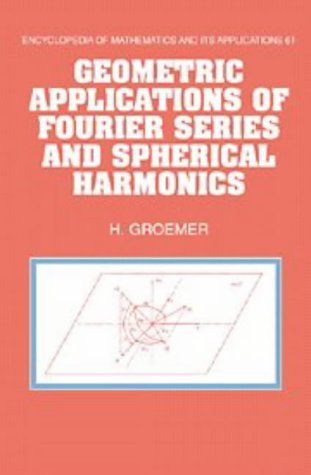 ENCYCLOPEDIA OF MATHEMATICS AND ITS APPLICATIONS 61
GEOMETRIC
APPLICATIONS OF
FOURIER SERIES
AND SPHERICAL
HARMONICS
H. GROEMER